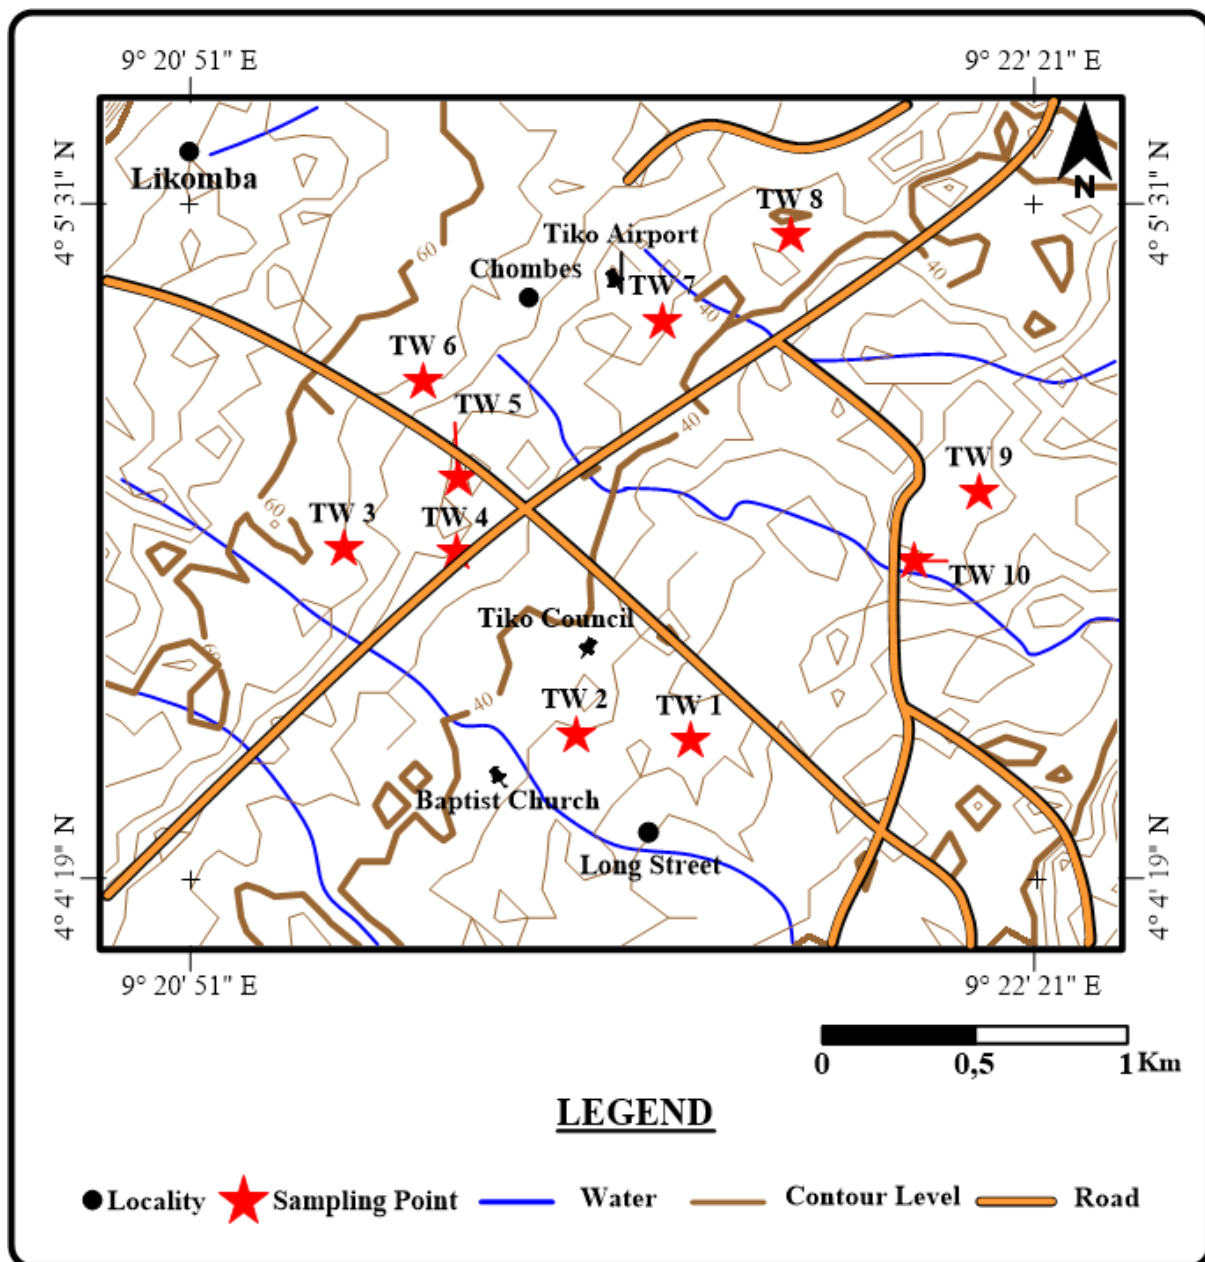 9° 20' 51" E
9° 22' 21" E
4° 5' 31" N
4° 5' 31" N
Likomba
N
TW 8
Tiko Airport
60
Chombes
40
TW 7
40
TW 6
TW 5
40
TW 9
60
TW 3
TW 4
TW 10
Tiko Council
60
TW 2
TW 1
40
Baptist Church
Long Street
4° 4' 19" N
4° 4' 19" N
9° 20' 51" E
9° 22' 21" E
0
0,5
1 Km
LEGEND
Locality
Sampling Point
Water
Contour Level
Road